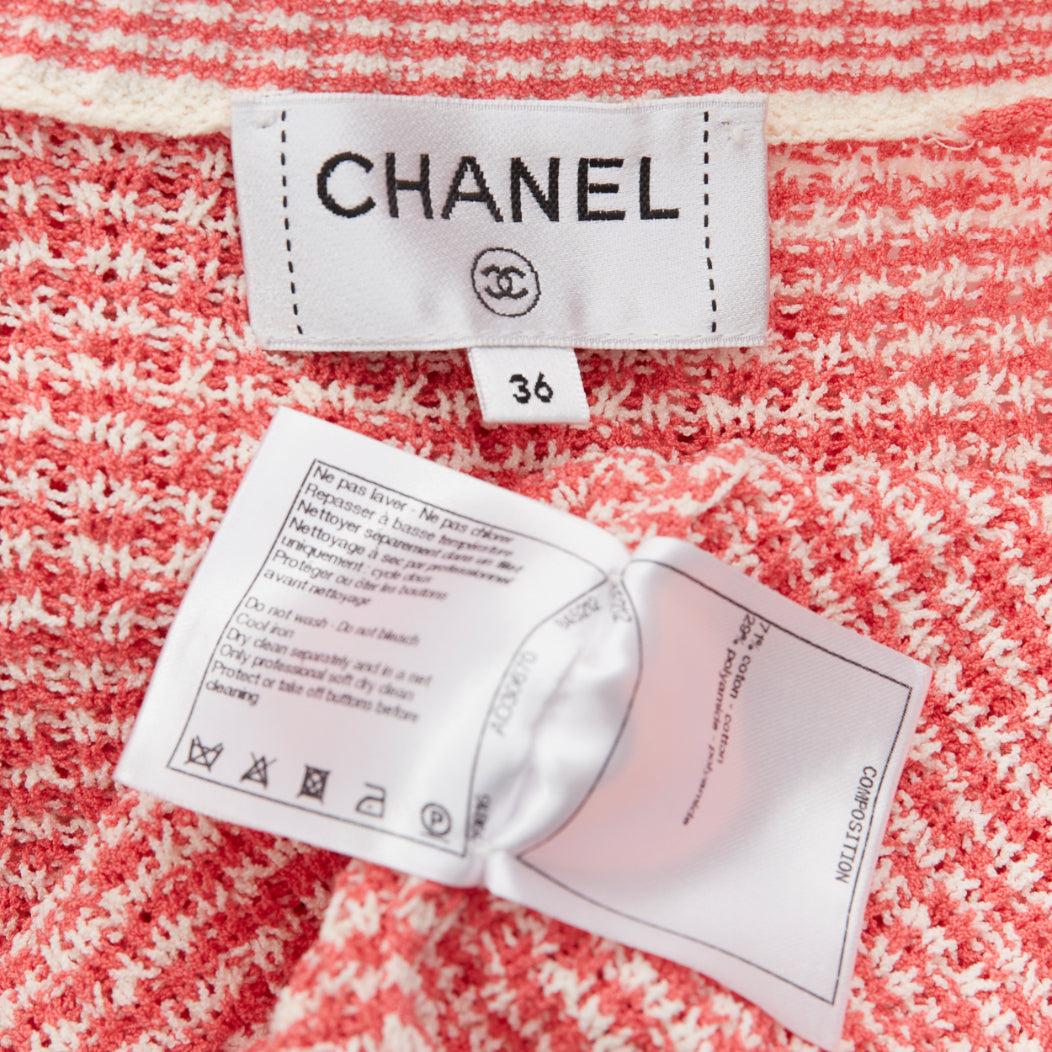 CHANEL
36
Ne pas laver - Ne pas chlorer
Repasser à basse température
Nettoyer séparement dans un filet
Nettoyage à sec par professionnel
uniquement : cycle doux
Protéger ou ôter les boutons
avant nettoyage
Do not wash - Do not bleach
Cool iron
Dry clean separately and in a net
Only professional soft dry clean
Protect or take off buttons before
cleaning
P
COMPOSITION
71% coton - cotton
29% polyamide - polyamide